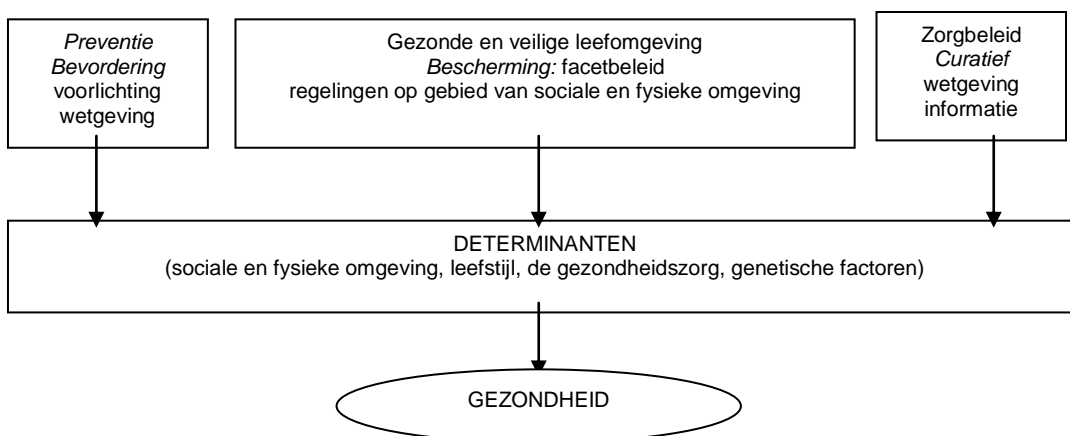 Preventie
Bevordering
voorlichting
wetgeving
Gezonde en veilige leefomgeving
Bescherming: facetbeleid
regelingen op gebied van sociale en fysieke omgeving
Zorgbeleid
Curatief
wetgeving
informatie
DETERMINANTEN
(sociale en fysieke omgeving, leefstijl, de gezondheidszorg, genetische factoren)
GEZONDHEID